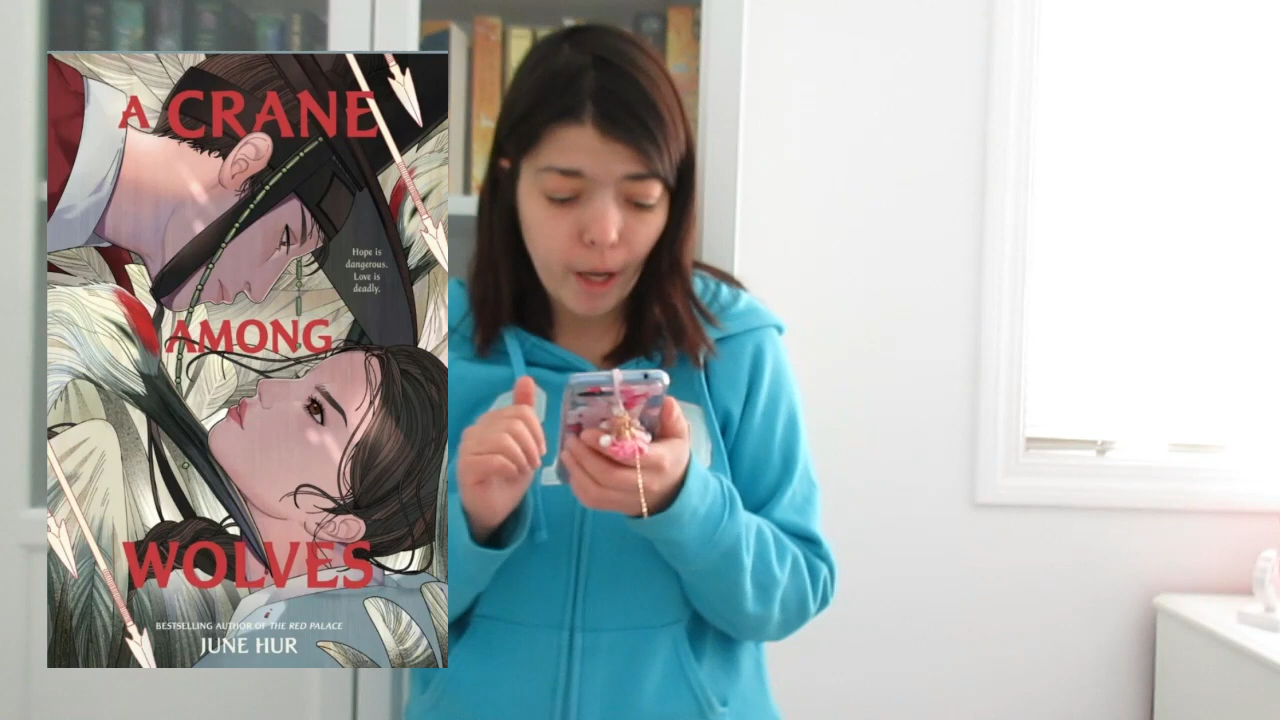 A CRANE
Hope is
dangerous.
Love is
deadly.
AMONG
WOLVES
BESTSELLING AUTHOR OF THE RED PALACE
JUNE HUR